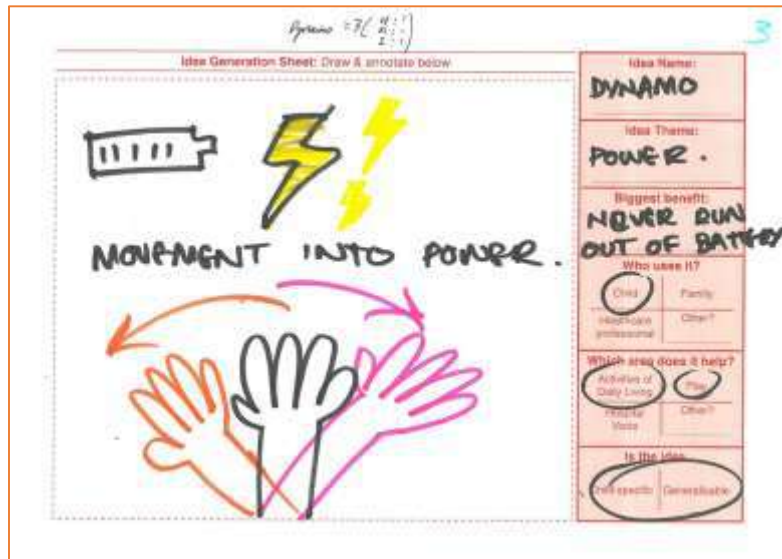 3
Idea Generation Sheet: Draw & annotate below
MOVEMENT INTO POWER.
Idea Name:
DYNAMO
Idea Theme:
POWER.
Biggest benefit:
NEVER RUN
OUT OF BATTERY
Who uses it?
Child Family
Healthcare Other?
professional
Which area does it help?
Activities of Play
Daily Living
Hospital Other?
Visits
Is the idea
Child specific Generalisable